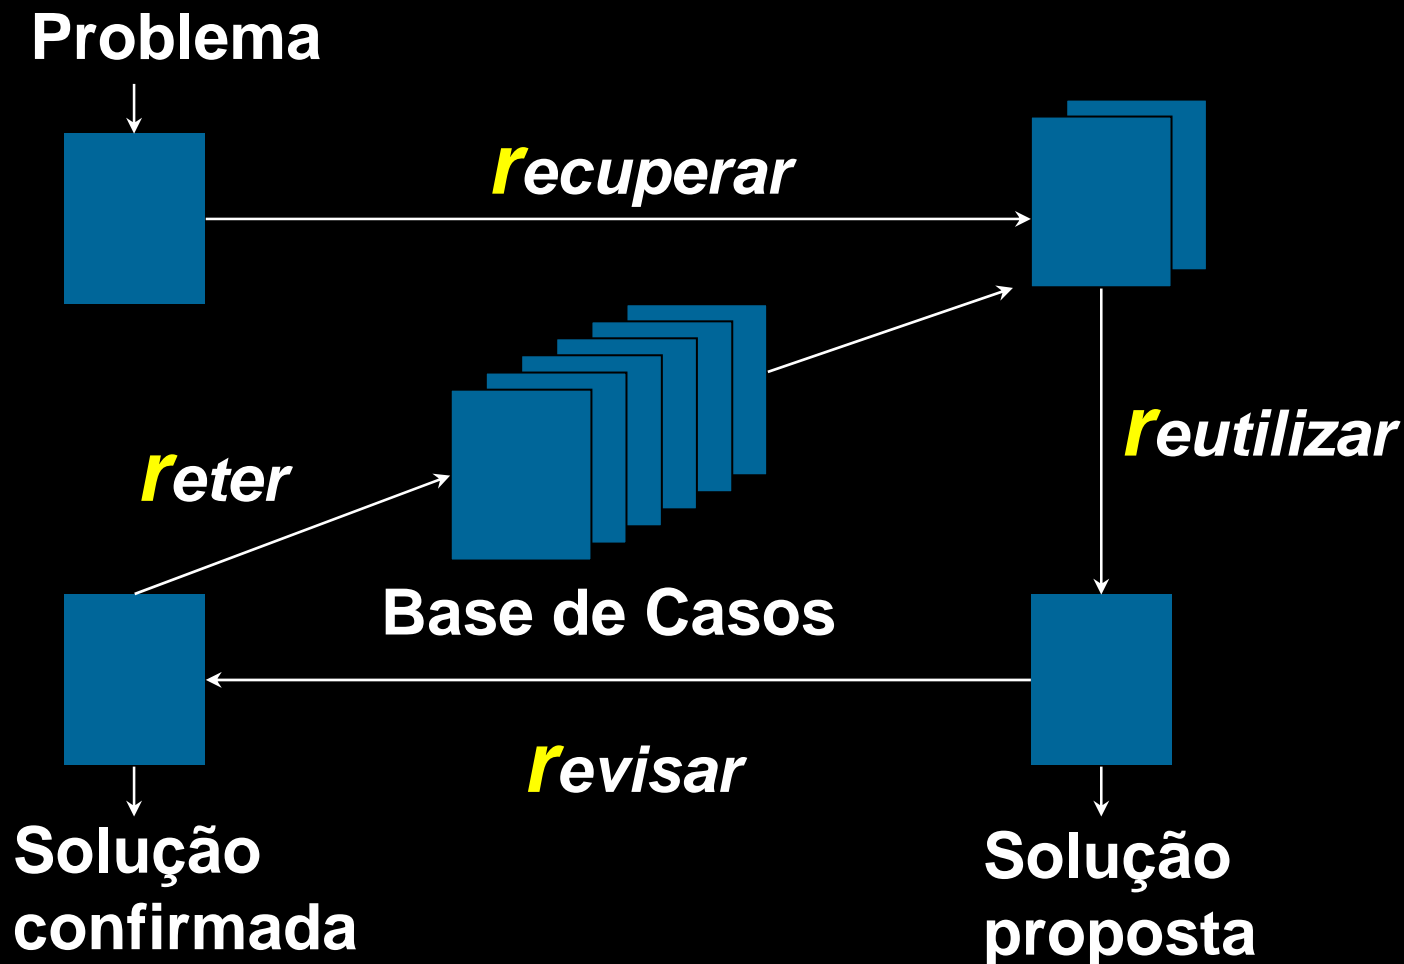 Problema
recuperar
reutilizar
reter
Base de Casos
revisar
Solução
confirmada
Solução
proposta